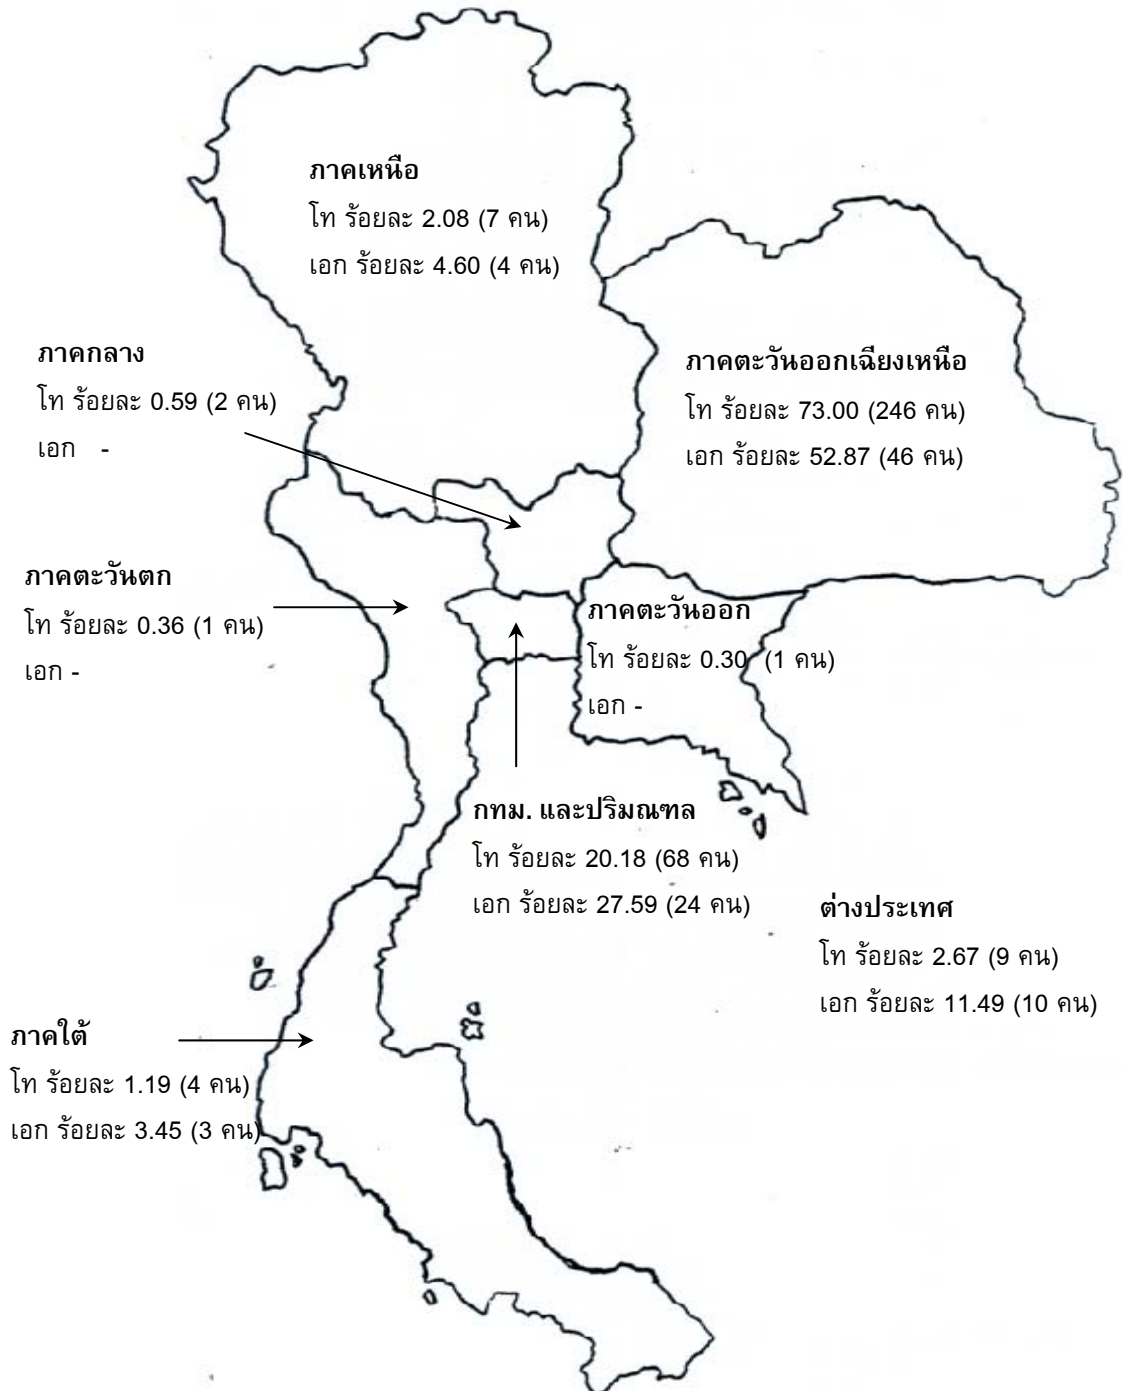 ภาคเหนือ
โท ร้อยละ 2.08 (7 คน)
เอก ร้อยละ 4.60 (4 คน)
ภาคกลาง
โท ร้อยละ 0.59 (2 คน)
เอก -
ภาคตะวันออกเฉียงเหนือ
โท ร้อยละ 73.00 (246 คน)
เอก ร้อยละ 52.87 (46 คน)
ภาคตะวันตก
โท ร้อยละ 0.36 (1 คน)
เอก -
ภาคตะวันออก
โท ร้อยละ 0.30 (1 คน)
เอก -
กทม. และปริมณฑล
โท ร้อยละ 20.18 (68 คน)
เอก ร้อยละ 27.59 (24 คน)
ต่างประเทศ
โท ร้อยละ 2.67 (9 คน)
เอก ร้อยละ 11.49 (10 คน)
ภาคใต้
โท ร้อยละ 1.19 (4 คน)
เอก ร้อยละ 3.45 (3 คน)